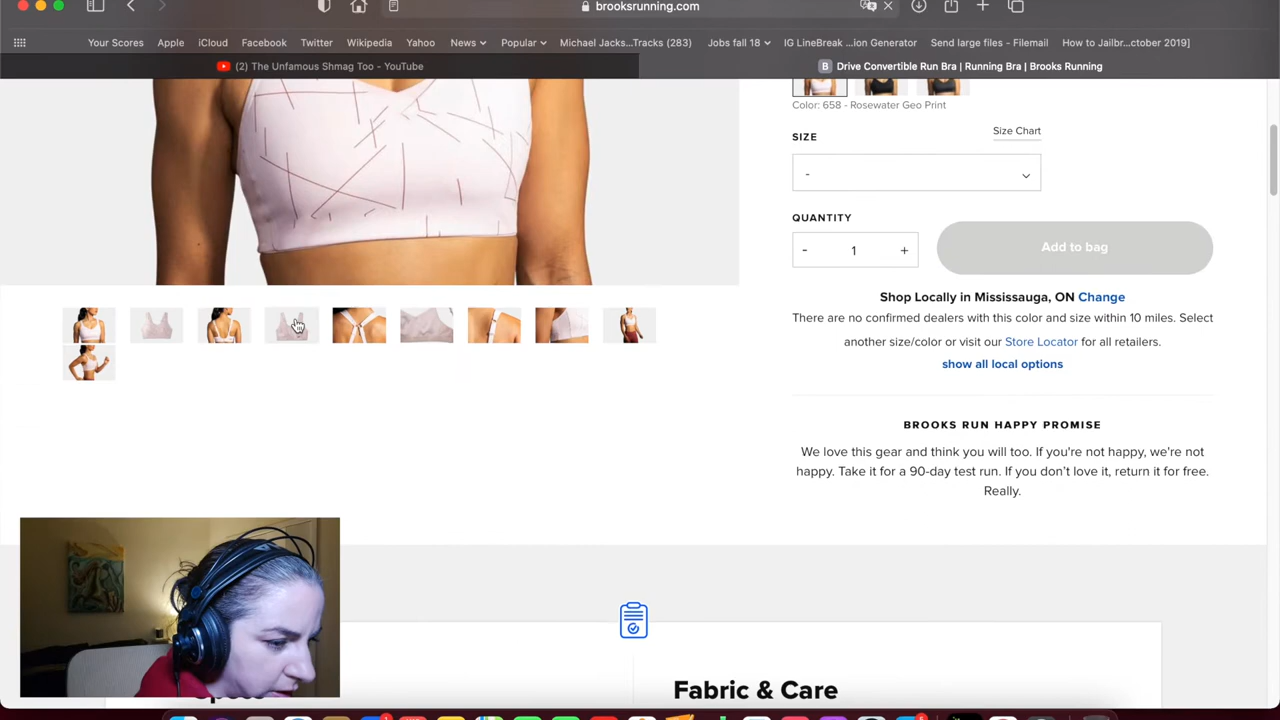 brooksrunning.com
Your Scores Apple iCloud Facebook Twitter Wikipedia Yahoo News Popular Michael Jacks...Tracks (283) Jobs fall 18 IG LineBreak ...ion Generator Send large files - Filemail How to Jailbr...ctober 2019]
(2) The Unfamous Shmag Too - YouTube
B Drive Convertible Run Bra | Running Bra | Brooks Running
Color: 658 - Rosewater Geo Print
SIZE
Size Chart
-
QUANTITY
- 1 +
Add to bag
Shop Locally in Mississauga, ON Change
There are no confirmed dealers with this color and size within 10 miles. Select
another size/color or visit our Store Locator for all retailers.
show all local options
BROOKS RUN HAPPY PROMISE
We love this gear and think you will too. If you're not happy, we're not
happy. Take it for a 90-day test run. If you don't love it, return it for free.
Really.
Fabric & Care